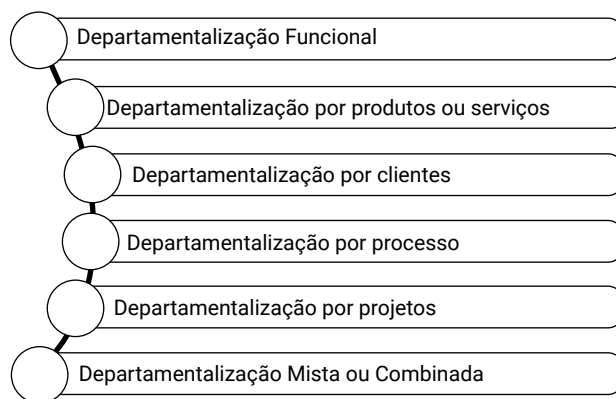 Departamentalização Funcional
Departamentalização por produtos ou serviços
Departamentalização por clientes
Departamentalização por processo
Departamentalização por projetos
Departamentalização Mista ou Combinada